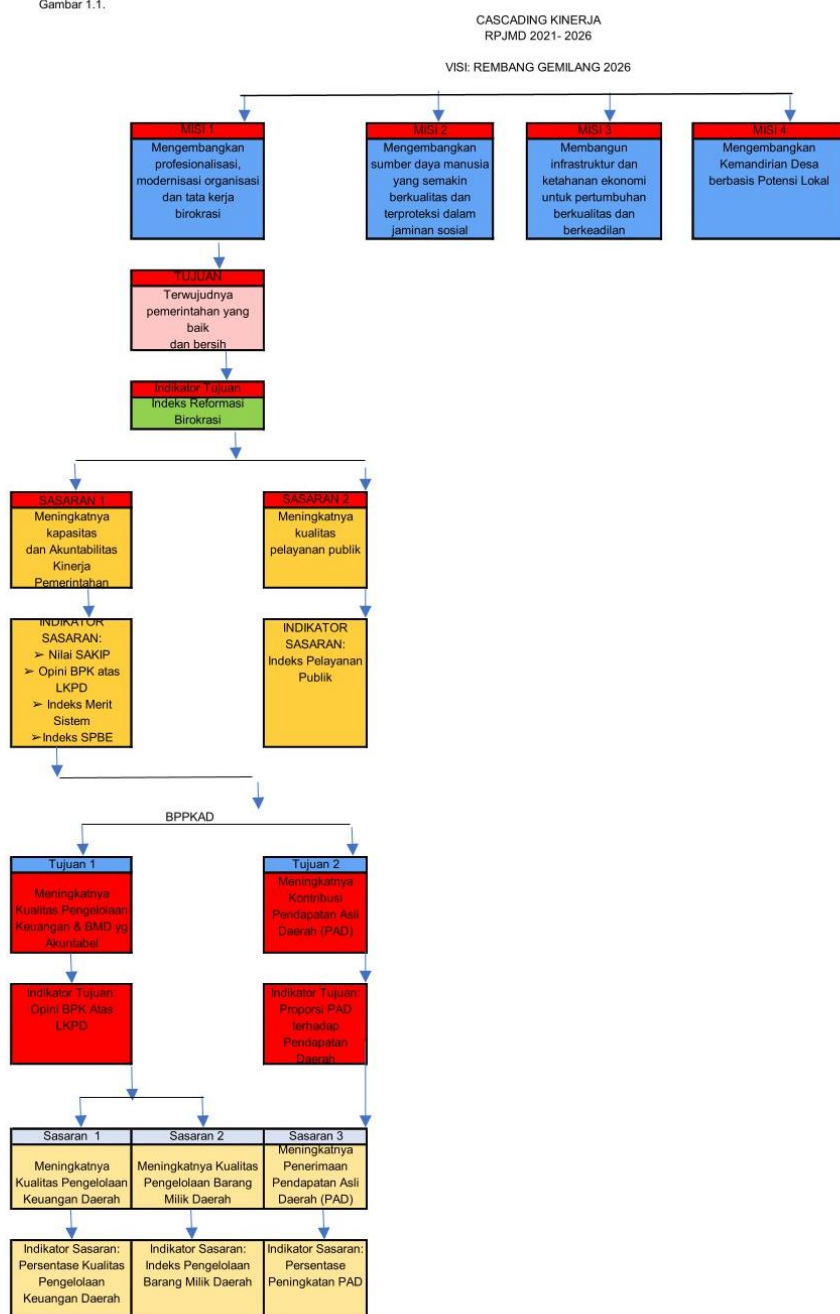 Gambar 1.1.
CASCADING KINERJA
RPJMD 2021- 2026
VISI: REMBANG GEMILANG 2026
MISI 1
Mengembangkan
profesionalisasi,
modernisasi organisasi
dan tata kerja
birokrasi
MISI 2
Mengembangkan
sumber daya manusia
yang semakin
berkualitas dan
terproteksi dalam
jaminan sosial
MISI 3
Membangun
infrastruktur dan
ketahanan ekonomi
untuk pertumbuhan
berkualitas dan
berkeadilan
MISI 4
Mengembangkan
Kemandirian Desa
berbasis Potensi Lokal
TUJUAN
Terwujudnya
pemerintahan yang
baik
dan bersih
Indikator Tujuan
Indeks Reformasi
Birokrasi
SASARAN 1
Meningkatnya
kapasitas
dan Akuntabilitas
Kinerja
Pemerintahan
SASARAN 2
Meningkatnya
kualitas
pelayanan publik
INDIKATOR
SASARAN:
➢ Nilai SAKIP
➢ Opini BPK atas
LKPD
➢ Indeks Merit
Sistem
➢Indeks SPBE
INDIKATOR
SASARAN:
Indeks Pelayanan
Publik
BPPKAD
Tujuan 1
Meningkatnya
Kualitas Pengelolaan
Keuangan & BMD yg
Akuntabel
Tujuan 2
Meningkatnya
Kontribusi
Pendapatan Asli
Daerah (PAD)
Indikator Tujuan:
Opini BPK Atas
LKPD
Indikator Tujuan:
Proporsi PAD
terhadap
Pendapatan
Daerah
Sasaran 1
Meningkatnya
Kualitas Pengelolaan
Keuangan Daerah
Sasaran 2
Meningkatnya Kualitas
Pengelolaan Barang
Milik Daerah
Sasaran 3
Meningkatnya
Penerimaan
Pendapatan Asli
Daerah (PAD)
Indikator Sasaran:
Persentase Kualitas
Pengelolaan
Keuangan Daerah
Indikator Sasaran:
Indeks Pengelolaan
Barang Milik Daerah
Indikator Sasaran:
Persentase
Peningkatan PAD